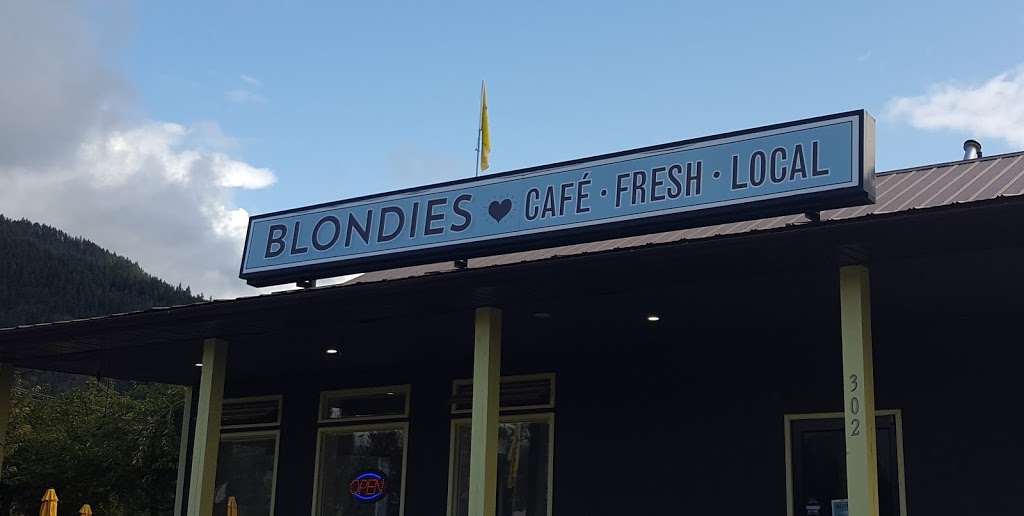 BLONDIES ♥ CAFÉ · FRESH · LOCAL
302
OPEN